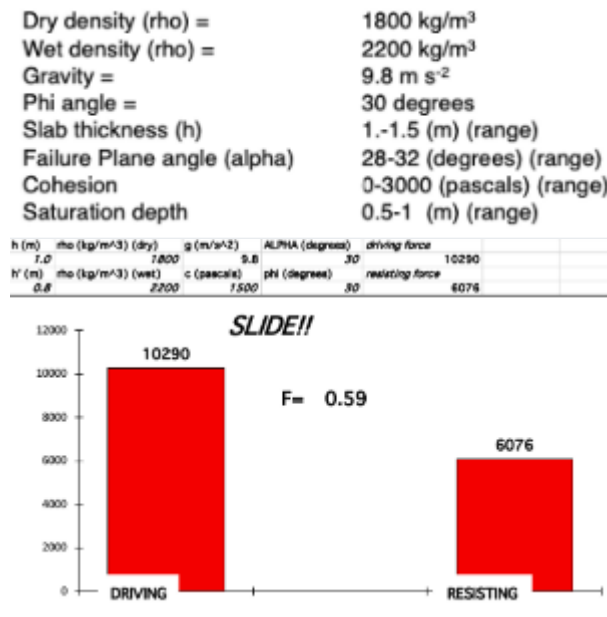 Dry density (rho) = 1800 kg/m³
Wet density (rho) = 2200 kg/m³
Gravity = 9.8 m s⁻²
Phi angle = 30 degrees
Slab thickness (h) 1.-1.5 (m) (range)
Failure Plane angle (alpha) 28-32 (degrees) (range)
Cohesion 0-3000 (pascals) (range)
Saturation depth 0.5-1 (m) (range)
h (m) rho (kg/m^3) (dry) g (m/s^2) ALPHA (degrees) driving force
1.0 1800 9.8 30 10290
h' (m) rho (kg/m^3) (wet) c (pascals) phi (degrees) resisting force
0.8 2200 1500 30 6076
SLIDE!!
12000
10290
10000
F= 0.59
8000
6076
6000
4000
2000
0
DRIVING RESISTING